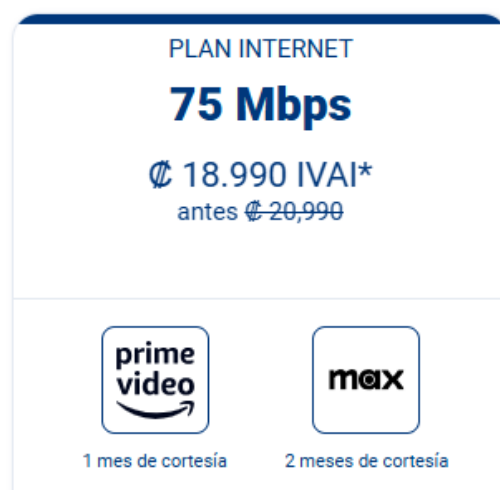 PLAN INTERNET
75 Mbps
₡ 18.990 IVAI*
antes ₡ 20,990
prime video
max
1 mes de cortesía
2 meses de cortesía